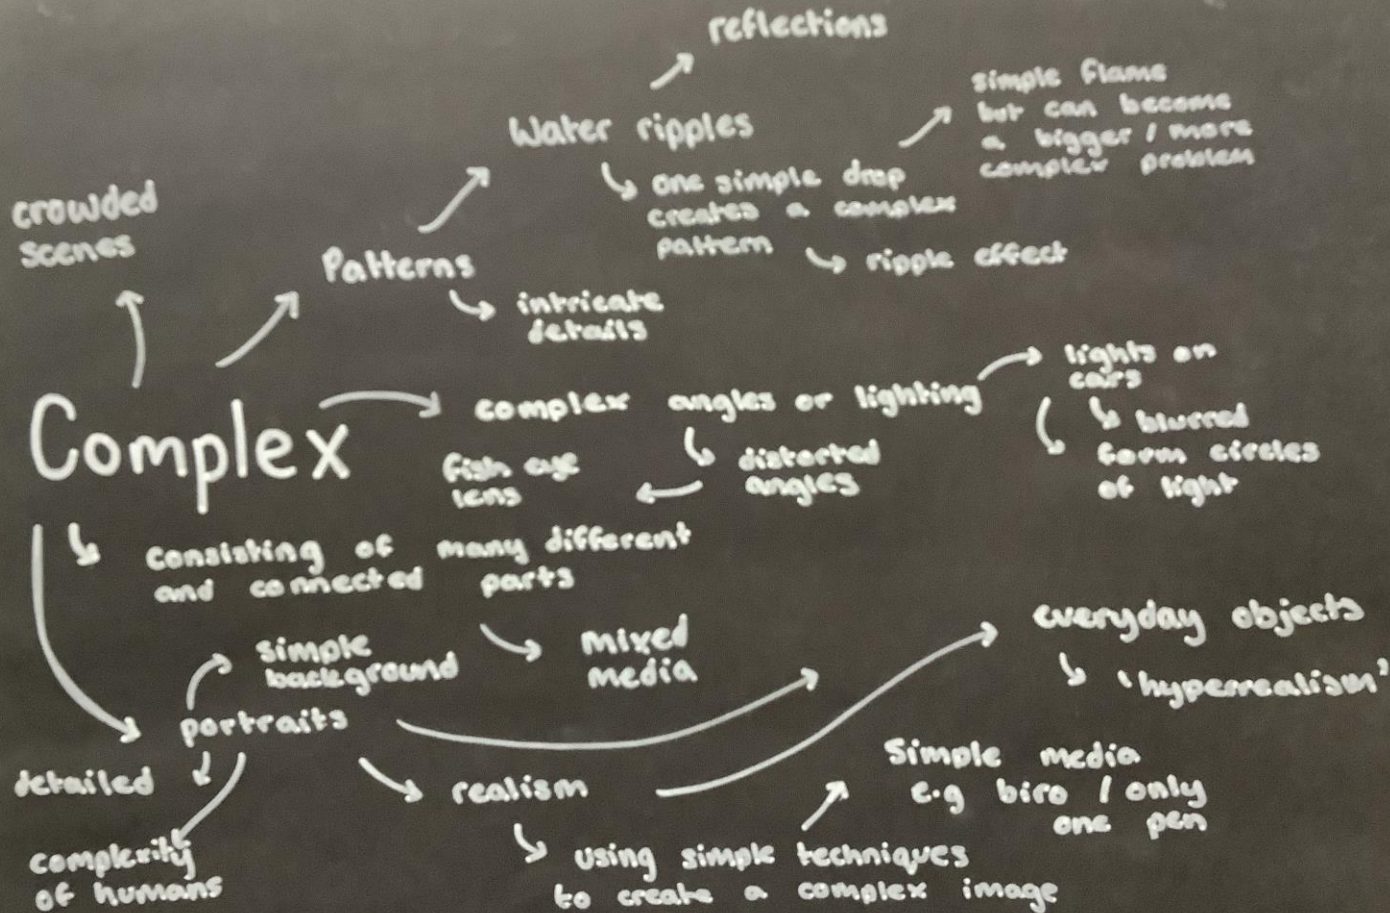 reflections
Water ripples
simple flame
but can become
a bigger / more
complex problem
one simple drop
creates a complex
pattern
ripple effect
crowded
scenes
Patterns
intricate
details
Complex
complex angles or lighting
lights on
cars
blurred
form circles
of light
distorted
angles
fish eye
lens
Consisting of many different
and connected parts
mixed
media
simple
background
portraits
detailed
complexity
of humans
realism
everyday objects
'hyperrealism'
Simple media
e.g biro / only
one pen
using simple techniques
to create a complex image